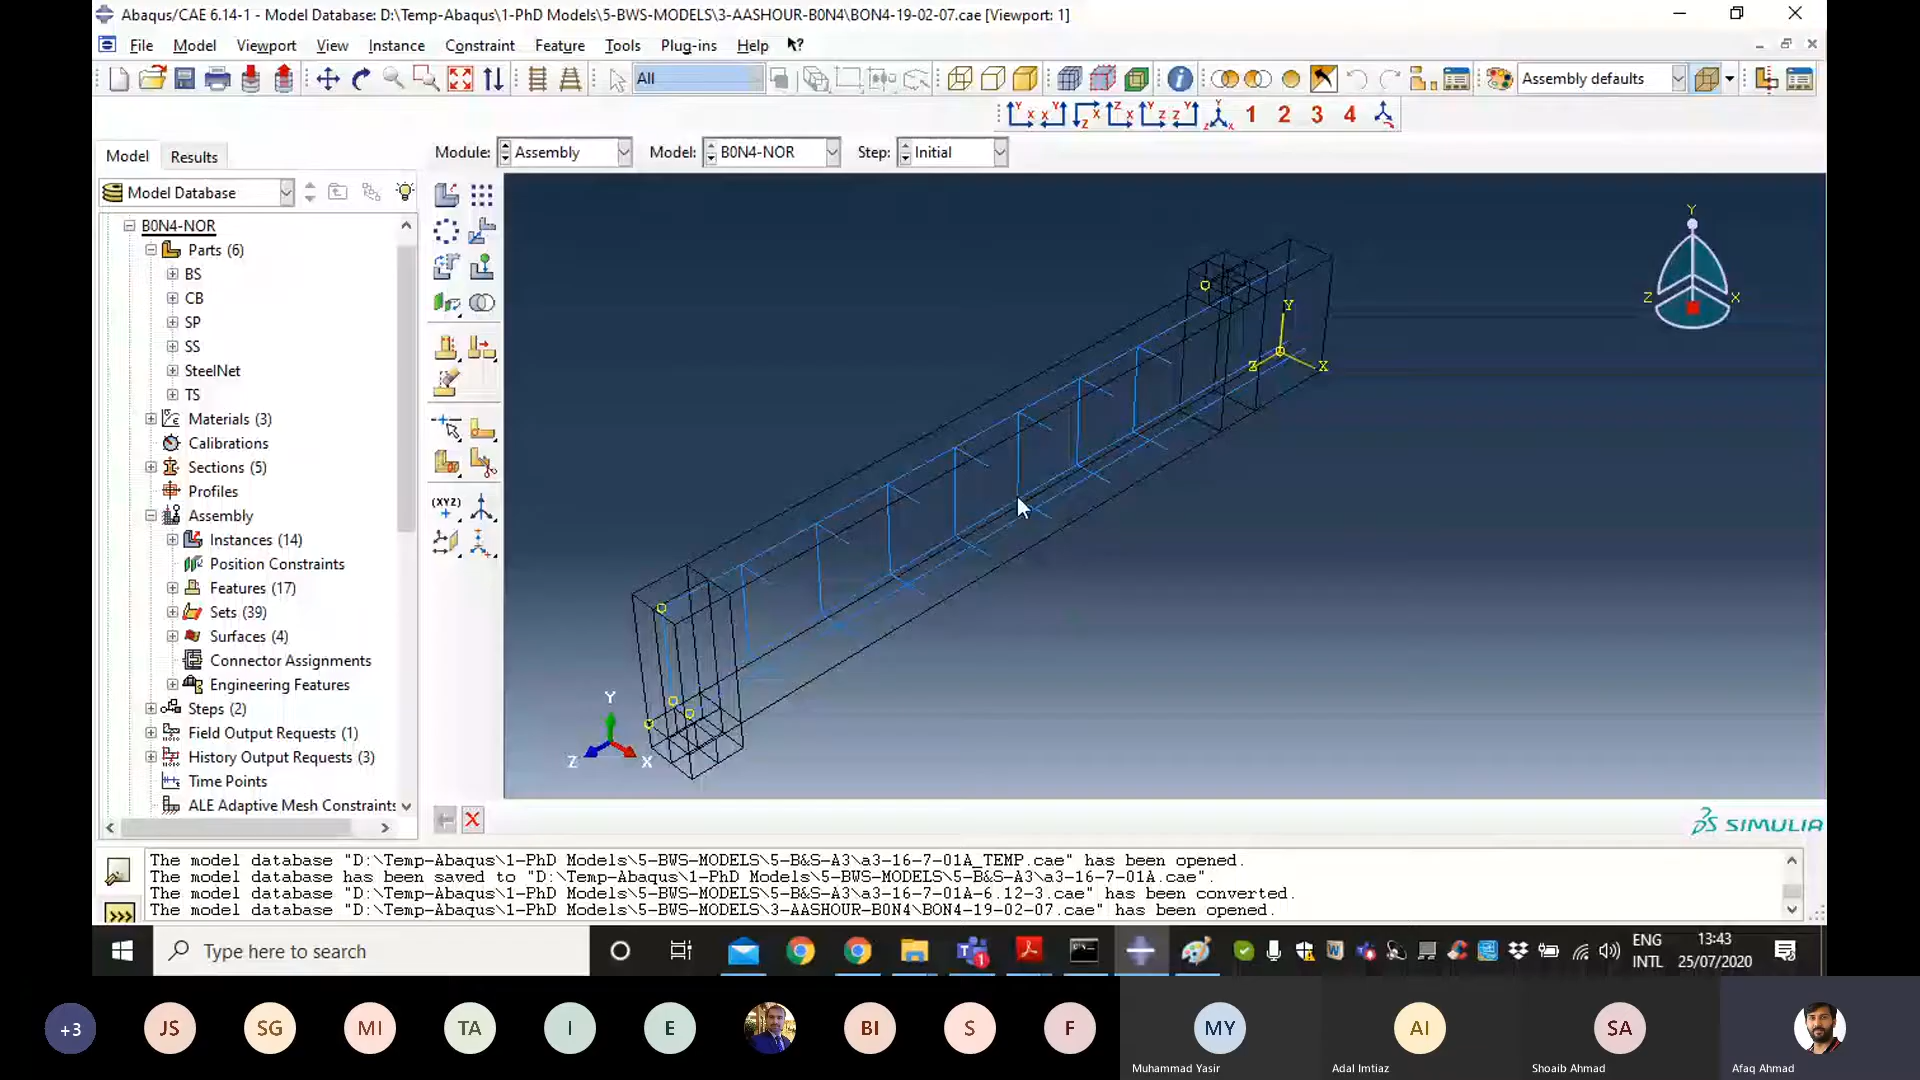 Abaqus/CAE 6.14-1 - Model Database: D:\Temp-Abaqus\1-PhD Models\5-BWS-MODELS\3-AASHOUR-B0N4\BON4-19-02-07.cae [Viewport: 1]
File Model Viewport View Instance Constraint Feature Tools Plug-ins Help
All
Assembly defaults
1 2 3 4
Model Results
Module: Assembly Model: B0N4-NOR Step: Initial
Model Database
B0N4-NOR
Parts (6)
BS
CB
SP
SS
SteelNet
TS
Materials (3)
Calibrations
Sections (5)
Profiles
Assembly
Instances (14)
Position Constraints
Features (17)
Sets (39)
Surfaces (4)
Connector Assignments
Engineering Features
Steps (2)
Field Output Requests (1)
History Output Requests (3)
Time Points
ALE Adaptive Mesh Constraints
(XYZ)
Y
Z
X
Y
Z
X
Y
Z
X
SIMULIA
The model database "D:\Temp-Abaqus\1-PhD Models\5-BWS-MODELS\5-B&S-A3\a3-16-7-01A_TEMP.cae" has been opened.
The model database has been saved to "D:\Temp-Abaqus\1-PhD Models\5-BWS-MODELS\5-B&S-A3\a3-16-7-01A.cae".
The model database "D:\Temp-Abaqus\1-PhD Models\5-BWS-MODELS\5-B&S-A3\a3-16-7-01A-6.12-3.cae" has been converted.
The model database "D:\Temp-Abaqus\1-PhD Models\5-BWS-MODELS\3-AASHOUR-B0N4\BON4-19-02-07.cae" has been opened.
>>>
Type here to search
ENG
INTL
13:43
25/07/2020
+3 JS SG MI TA I E BI S F MY AI SA
Muhammad Yasir Adal Imtiaz Shoaib Ahmad Afaq Ahmad